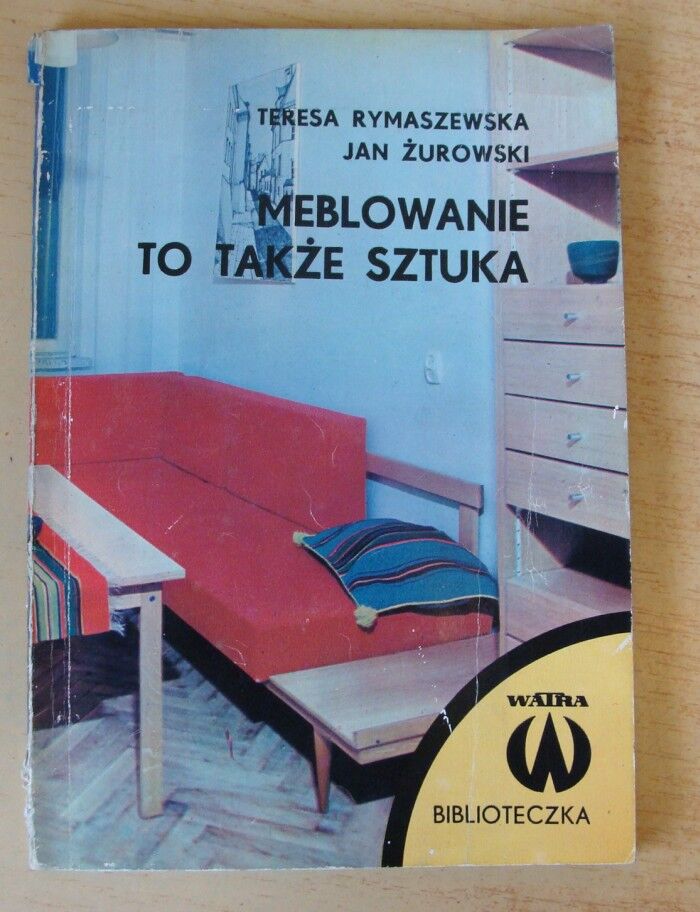 TERESA RYMASZEWSKA
JAN ŻUROWSKI
MEBLOWANIE
TO TAKŻE SZTUKA
WATRA
BIBLIOTECZKA